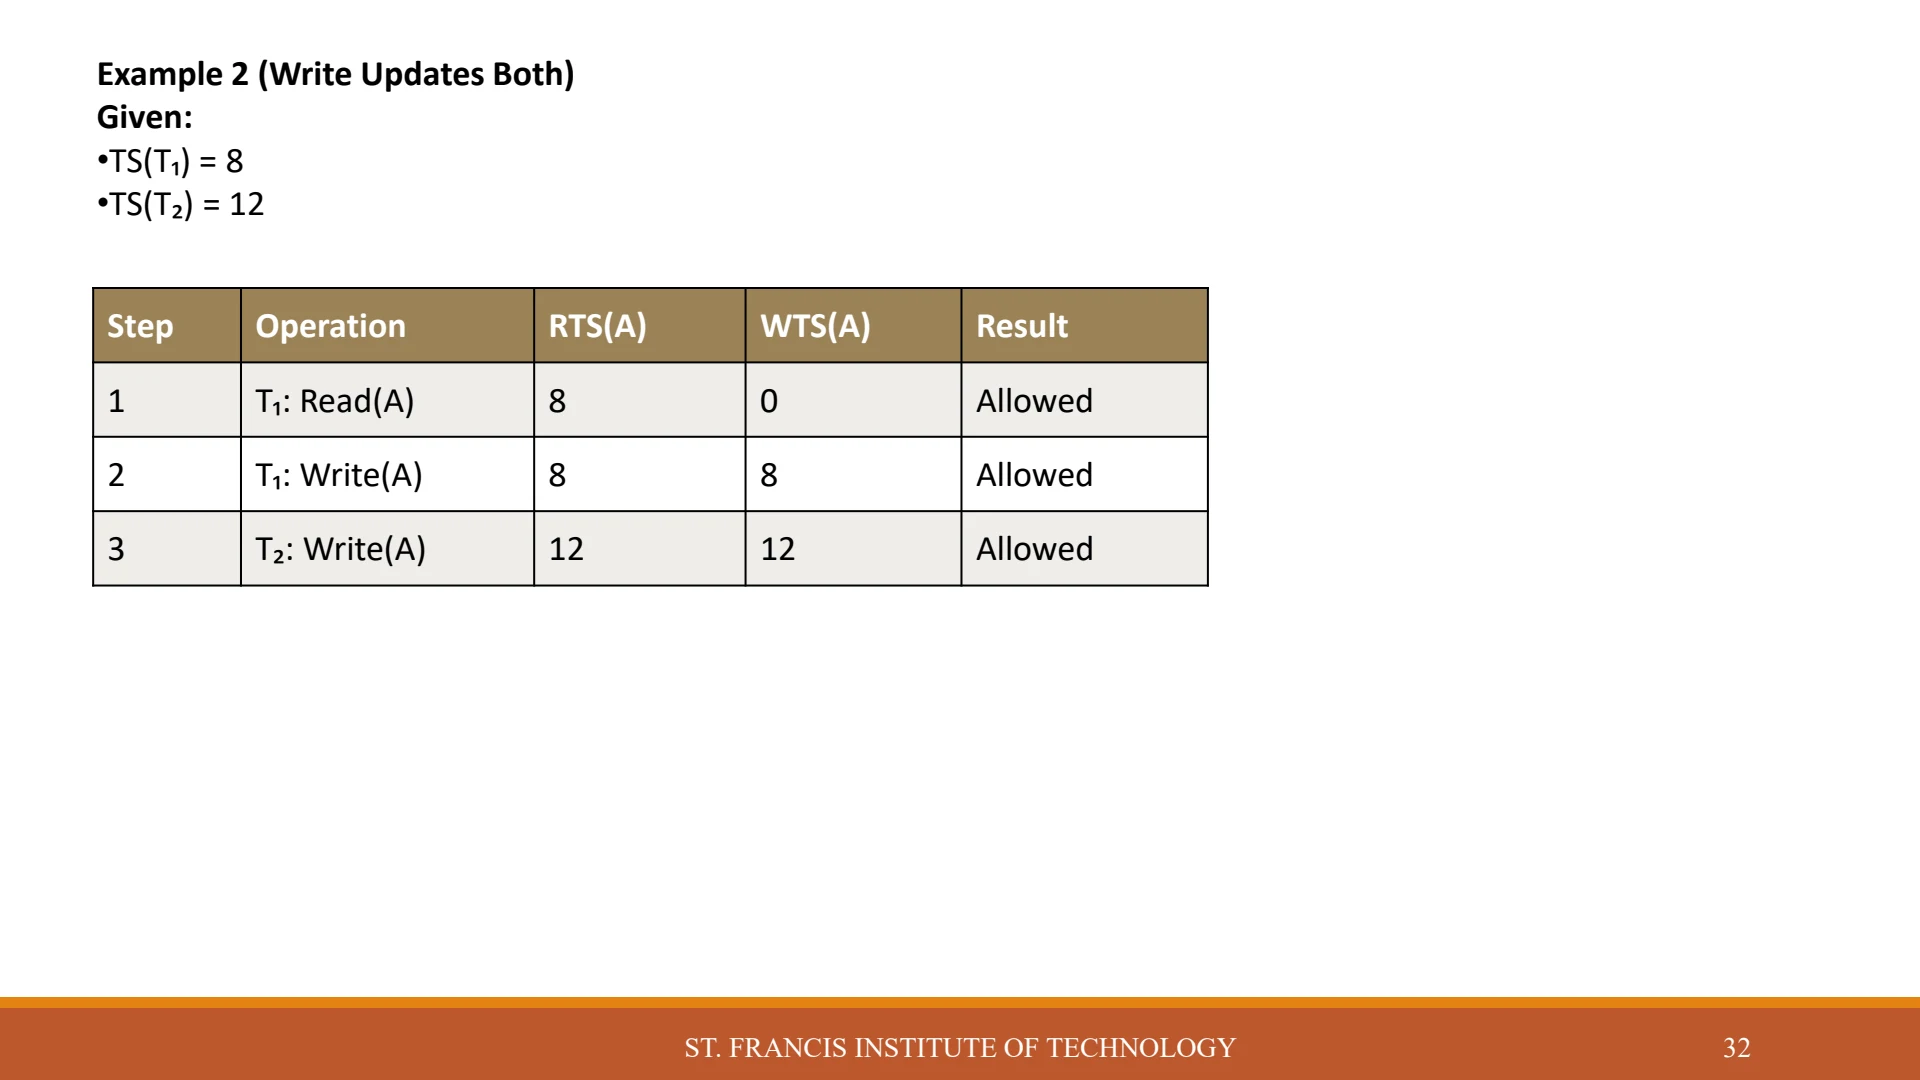 Example 2 (Write Updates Both)
Given:
•TS(T₁) = 8
•TS(T₂) = 12
Step Operation RTS(A) WTS(A) Result
1 T₁: Read(A) 8 0 Allowed
2 T₁: Write(A) 8 8 Allowed
3 T₂: Write(A) 12 12 Allowed
ST. FRANCIS INSTITUTE OF TECHNOLOGY 32